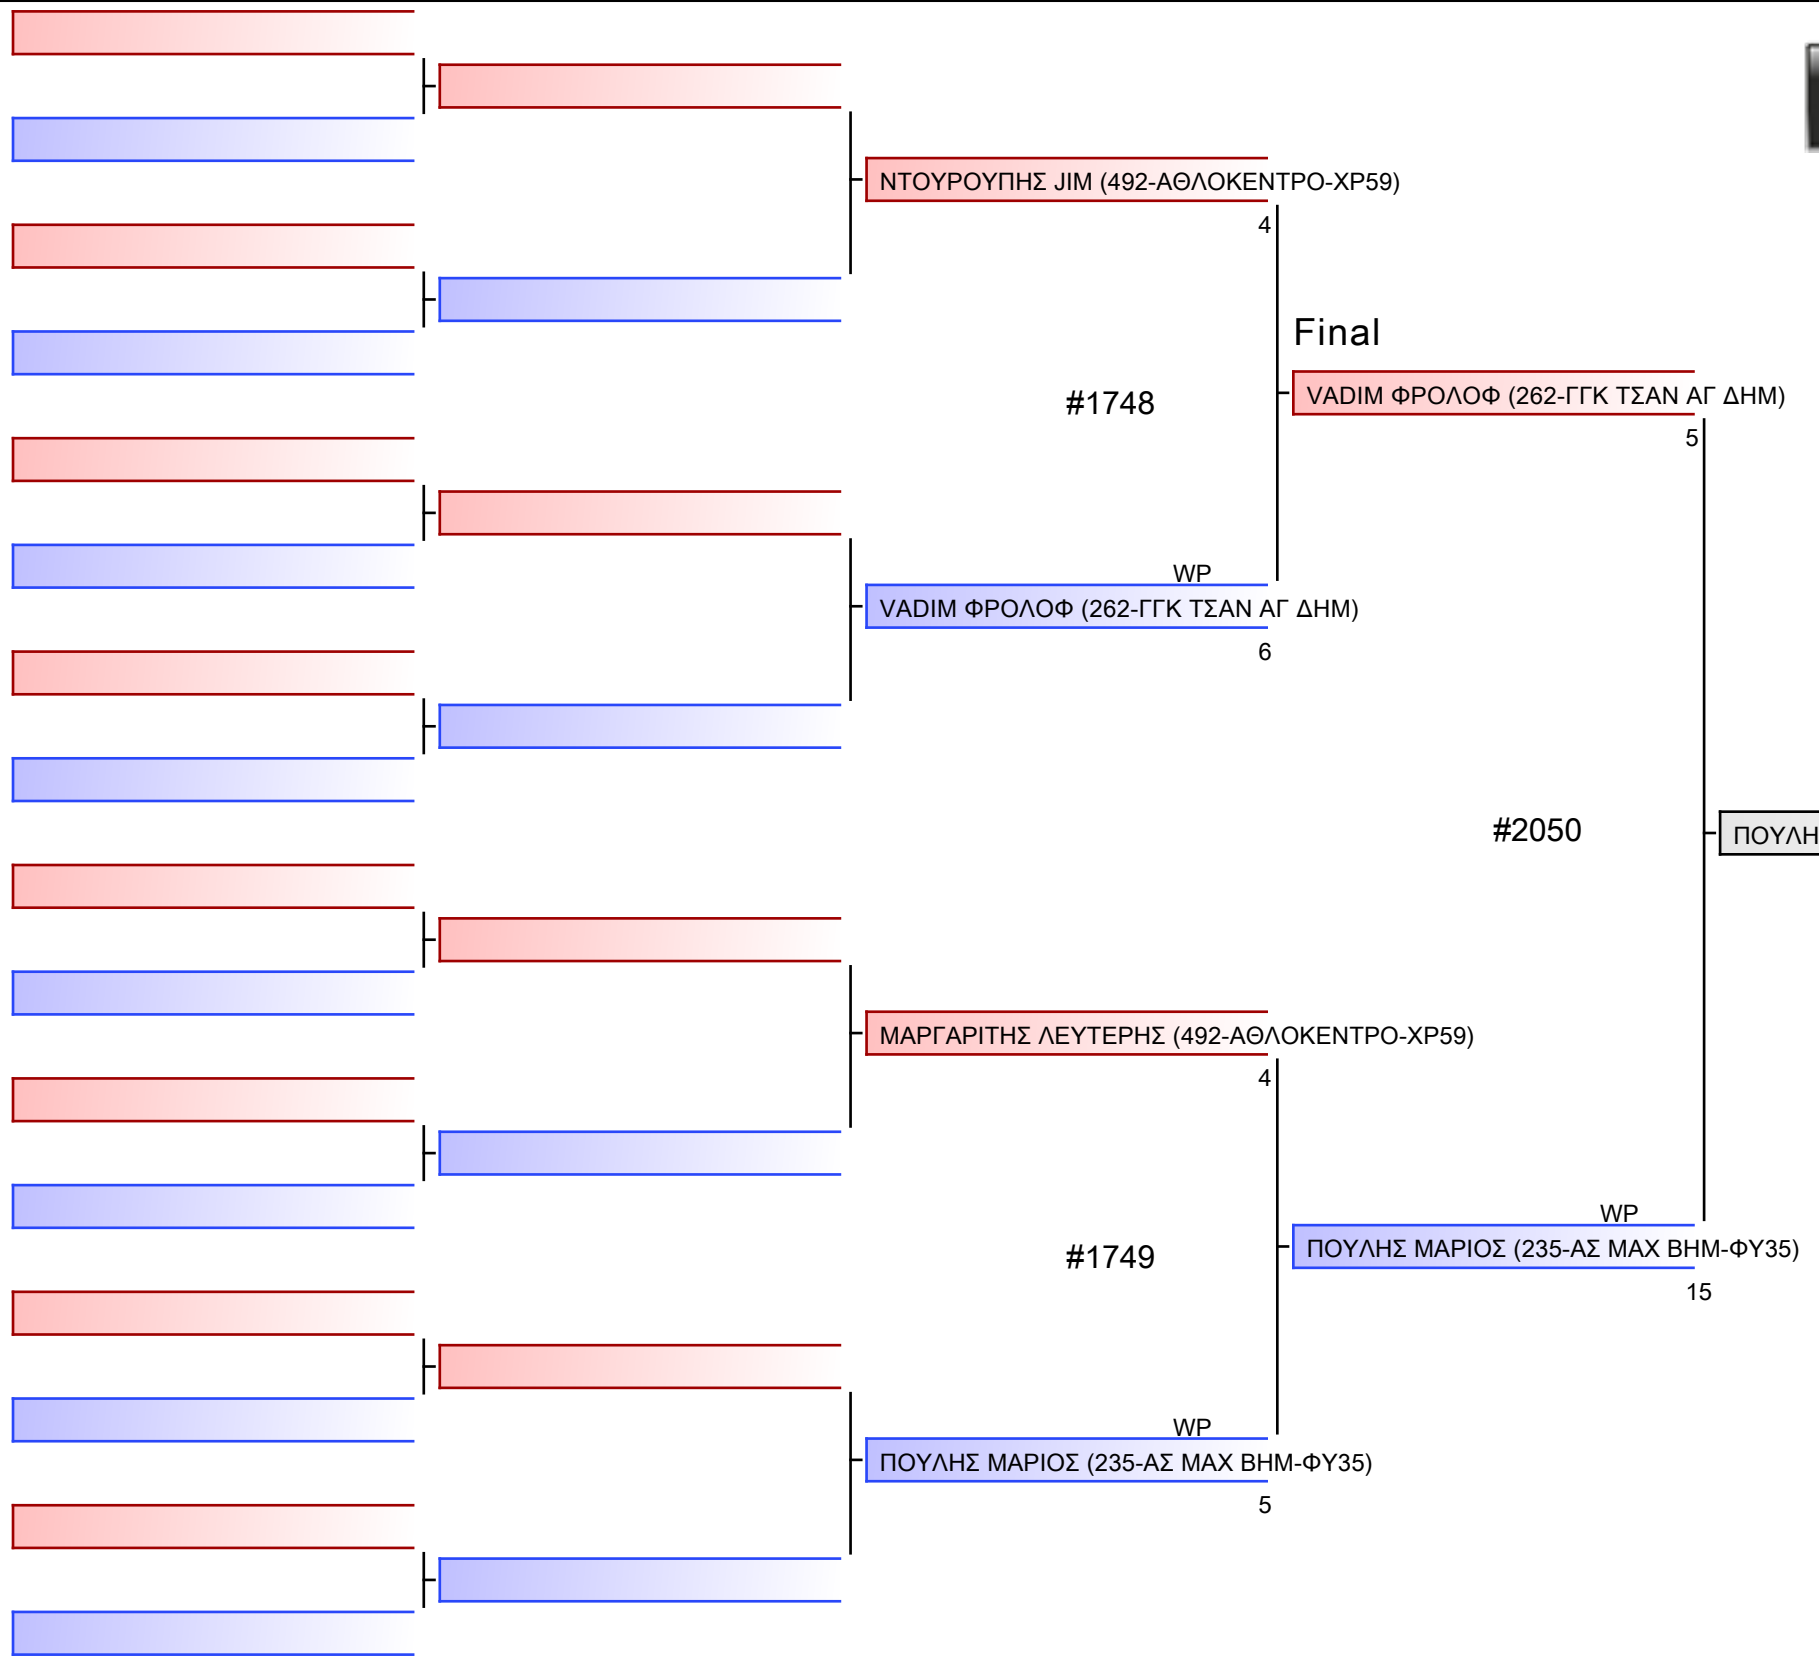 ΝΤΟΥΡΟΥΠΗΣ JIM (492-ΑΘΛΟΚΕΝΤΡΟ-ΧΡ59)
4
Final
#1748
VADIM ΦΡΟΛΟΦ (262-ΓΓΚ ΤΣΑΝ ΑΓ ΔΗΜ)
5
WP
VADIM ΦΡΟΛΟΦ (262-ΓΓΚ ΤΣΑΝ ΑΓ ΔΗΜ)
6
#2050
ΠΟΥΛΗ
ΜΑΡΓΑΡΙΤΗΣ ΛΕΥΤΕΡΗΣ (492-ΑΘΛΟΚΕΝΤΡΟ-ΧΡ59)
4
WP
#1749
ΠΟΥΛΗΣ ΜΑΡΙΟΣ (235-ΑΣ ΜΑΧ ΒΗΜ-ΦΥ35)
15
WP
ΠΟΥΛΗΣ ΜΑΡΙΟΣ (235-ΑΣ ΜΑΧ ΒΗΜ-ΦΥ35)
5